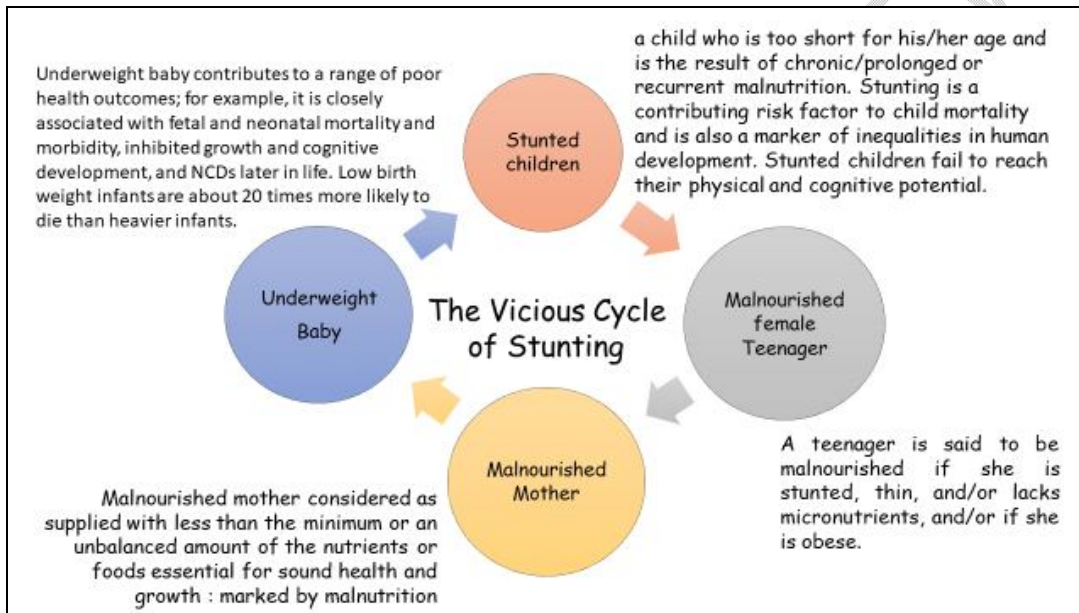 Underweight baby contributes to a range of poor
health outcomes; for example, it is closely
associated with fetal and neonatal mortality and
morbidity, inhibited growth and cognitive
development, and NCDs later in life. Low birth
weight infants are about 20 times more likely to
die than heavier infants.
a child who is too short for his/her age and
is the result of chronic/prolonged or
recurrent malnutrition. Stunting is a
contributing risk factor to child mortality
and is also a marker of inequalities in human
development. Stunted children fail to reach
their physical and cognitive potential.
Stunted
children
Underweight
Baby
The Vicious Cycle
of Stunting
Malnourished
female
Teenager
Malnourished
Mother
A teenager is said to be
malnourished if she is
stunted, thin, and/or lacks
micronutrients, and/or if she
is obese.
Malnourished mother considered as
supplied with less than the minimum or an
unbalanced amount of the nutrients or
foods essential for sound health and
growth : marked by malnutrition